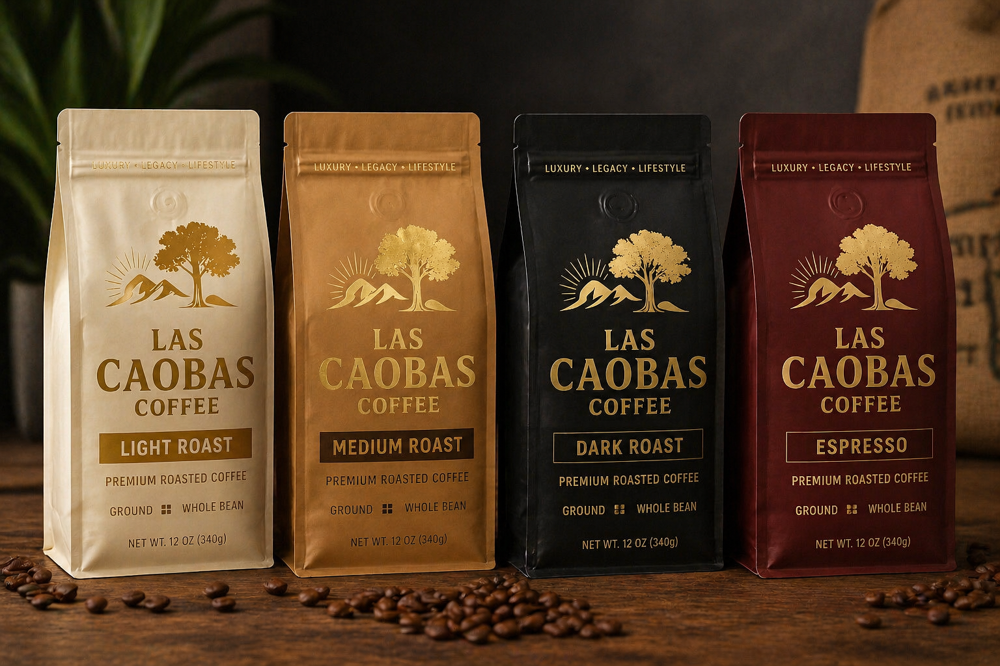 LUXURY • LEGACY • LIFESTYLE
LAS
CAOBAS
COFFEE
LIGHT ROAST
PREMIUM ROASTED COFFEE
GROUND WHOLE BEAN
NET WT. 12 OZ (340g)
LUXURY • LEGACY • LIFESTYLE
LAS
CAOBAS
COFFEE
MEDIUM ROAST
PREMIUM ROASTED COFFEE
GROUND WHOLE BEAN
NET WT. 12 OZ (340g)
LUXURY • LEGACY • LIFESTYLE
LAS
CAOBAS
COFFEE
DARK ROAST
PREMIUM ROASTED COFFEE
GROUND WHOLE BEAN
NET WT. 12 OZ (340g)
LUXURY • LEGACY • LIFESTYLE
LAS
CAOBAS
COFFEE
ESPRESSO
PREMIUM ROASTED COFFEE
GROUND WHOLE BEAN
NET WT. 12 OZ (340g)